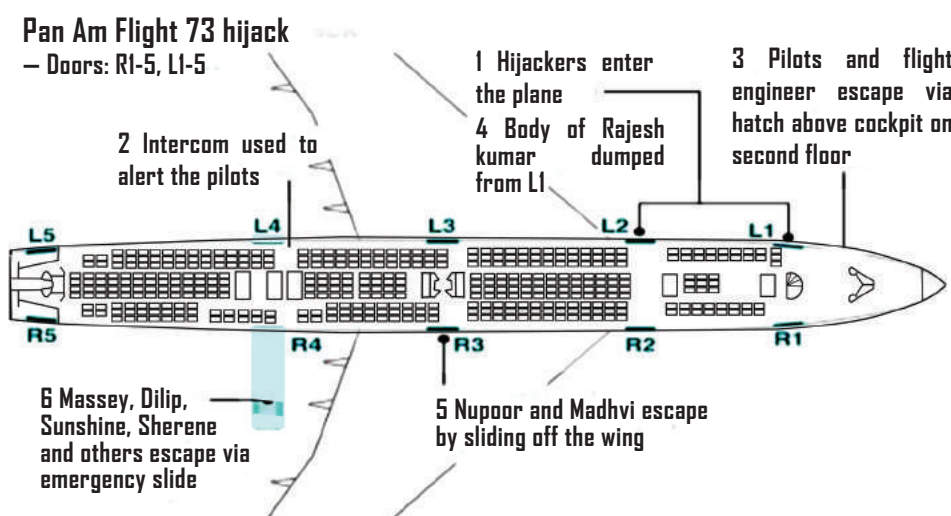 Pan Am Flight 73 hijack
– Doors: R1-5, L1-5
1 Hijackers enter
the plane
4 Body of Rajesh
kumar dumped
from L1
3 Pilots and flight
engineer escape via
hatch above cockpit on
second floor
2 Intercom used to
alert the pilots
L5
L4
L3
L2
L1
R5
R4
R3
R2
R1
6 Massey, Dilip,
Sunshine, Sherene
and others escape via
emergency slide
5 Nupoor and Madhvi escape
by sliding off the wing